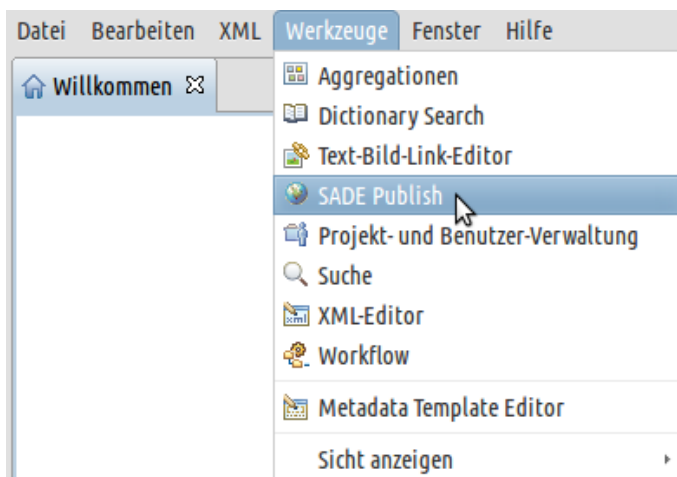 Datei Bearbeiten XML Werkzeuge Fenster Hilfe
Willkommen
Aggregationen
Dictionary Search
Text-Bild-Link-Editor
SADE Publish
Projekt- und Benutzer-Verwaltung
Suche
XML-Editor
Workflow
Metadata Template Editor
Sicht anzeigen